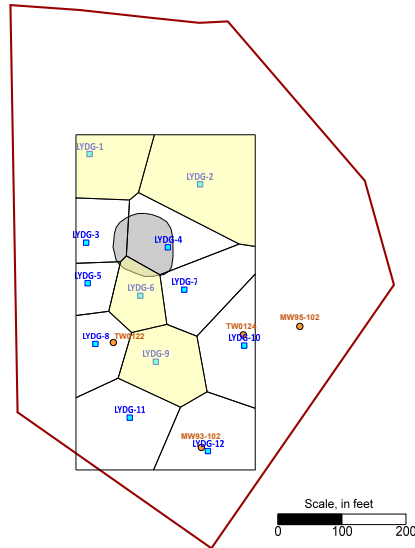 LYDG-1
LYDG-2
LYDG-3
LYDG-4
LYDG-5
LYDG-6
LYDG-7
MW95-102
TW0124
LYDG-8
TW0122
LYDG-10
LYDG-9
LYDG-11
MW93-102
LYDG-12
Scale, in feet
0 100 200